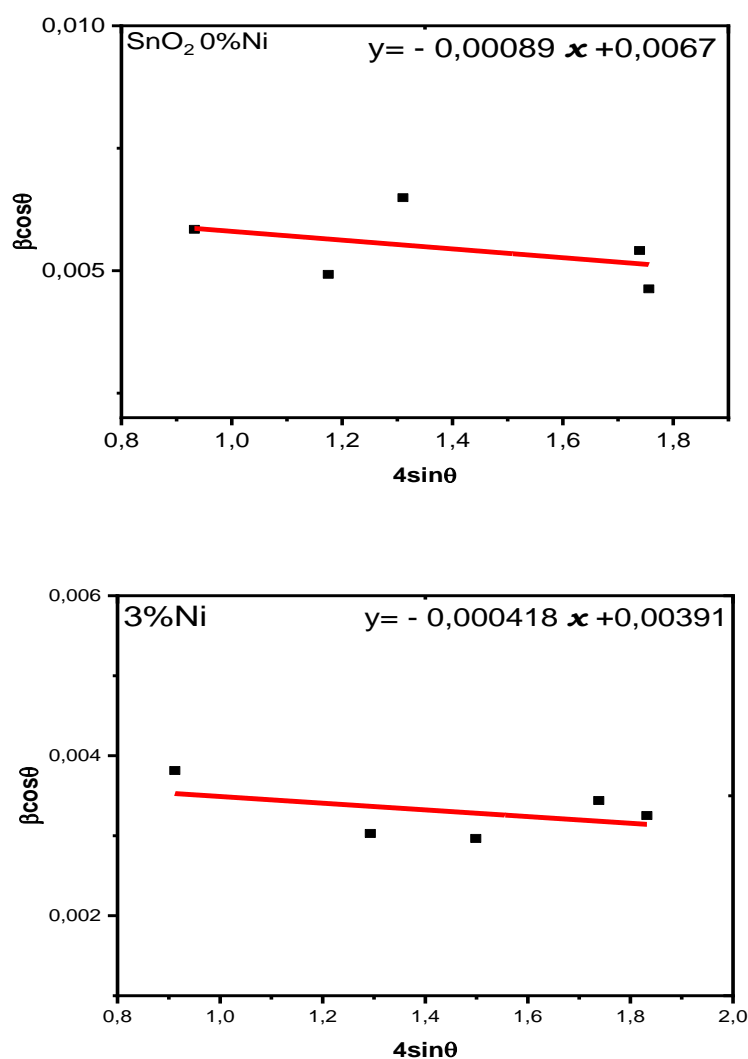 0,010
SnO₂ 0%Ni
y= - 0,00089 x +0,0067
βcosθ
0,005
0,8 1,0 1,2 1,4 1,6 1,8
4sinθ
0,006
3%Ni
y= - 0,000418 x +0,00391
0,004
βcosθ
0,002
0,8 1,0 1,2 1,4 1,6 1,8 2,0
4sinθ